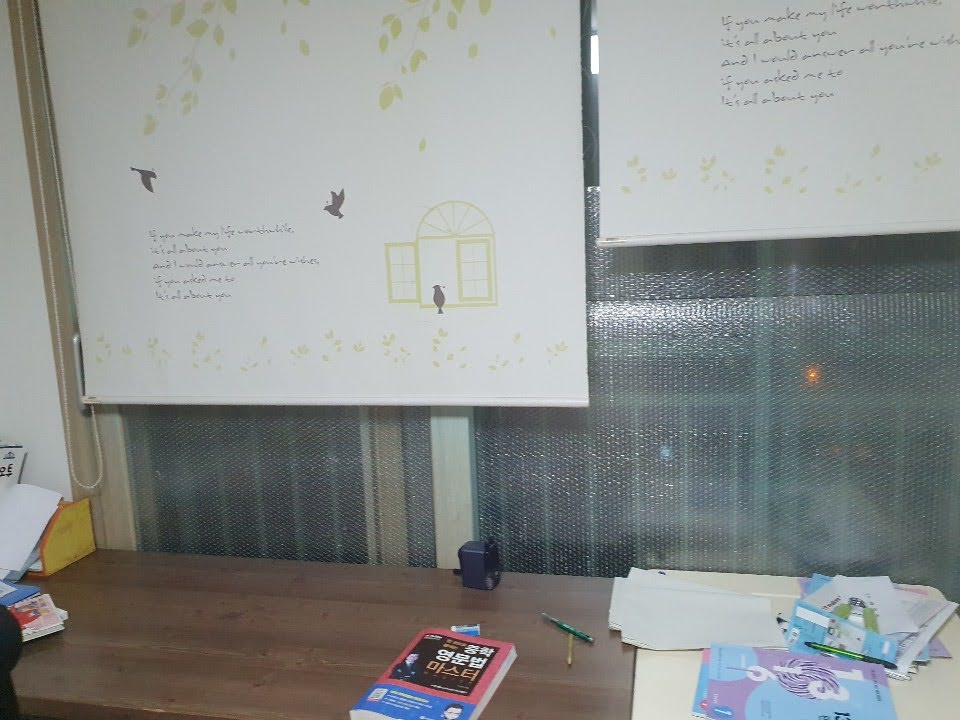 If you make my life worthwhile,
it's all about you
And I would answer all you're wishes,
if you asked me to
It's all about you
If you make my life worthwhile,
it's all about you
And I would answer all you're wish
if you asked me to
It's all about you
중학
영문법
마스터